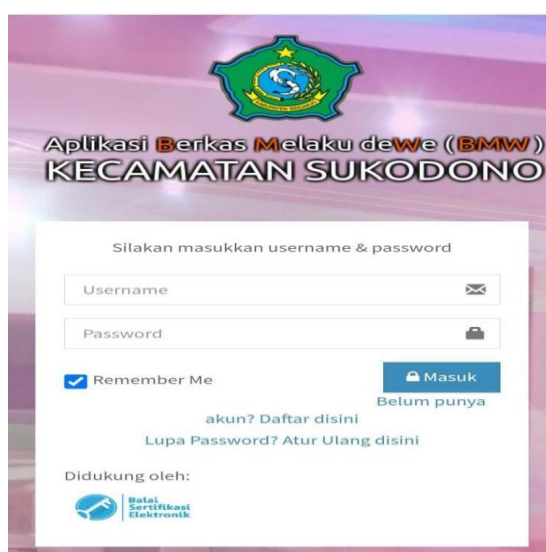 Aplikasi Berkas Melaku deWe (BMW)
KECAMATAN SUKODONO
Silakan masukkan username & password
Username
Password
Remember Me
Masuk
Belum punya
akun? Daftar disini
Lupa Password? Atur Ulang disini
Didukung oleh:
Balai
Sertifikasi
Elektronik